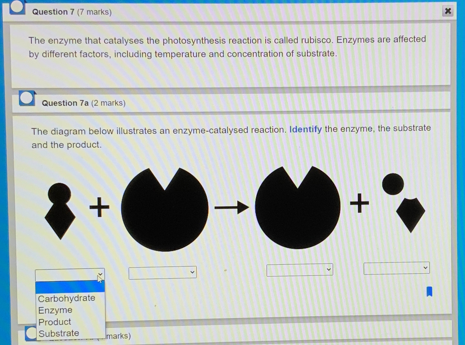 Question 7 (7 marks)
The enzyme that catalyses the photosynthesis reaction is called rubisco. Enzymes are affected
by different factors, including temperature and concentration of substrate.
Question 7a (2 marks)
The diagram below illustrates an enzyme-catalysed reaction. Identify the enzyme, the substrate
and the product.
+
+
Carbohydrate
Enzyme
Product
Substrate
marks)